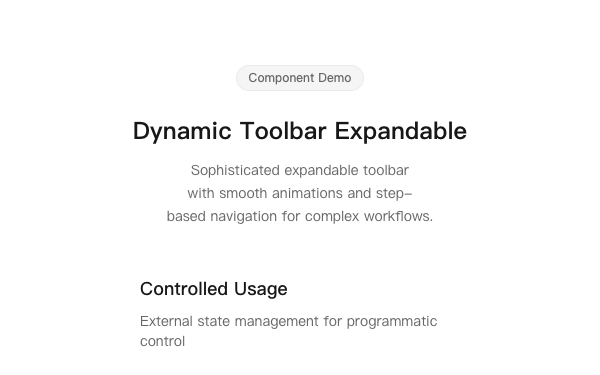 Component Demo
Dynamic Toolbar Expandable
Sophisticated expandable toolbar
with smooth animations and step–
based navigation for complex workflows.
Controlled Usage
External state management for programmatic
control